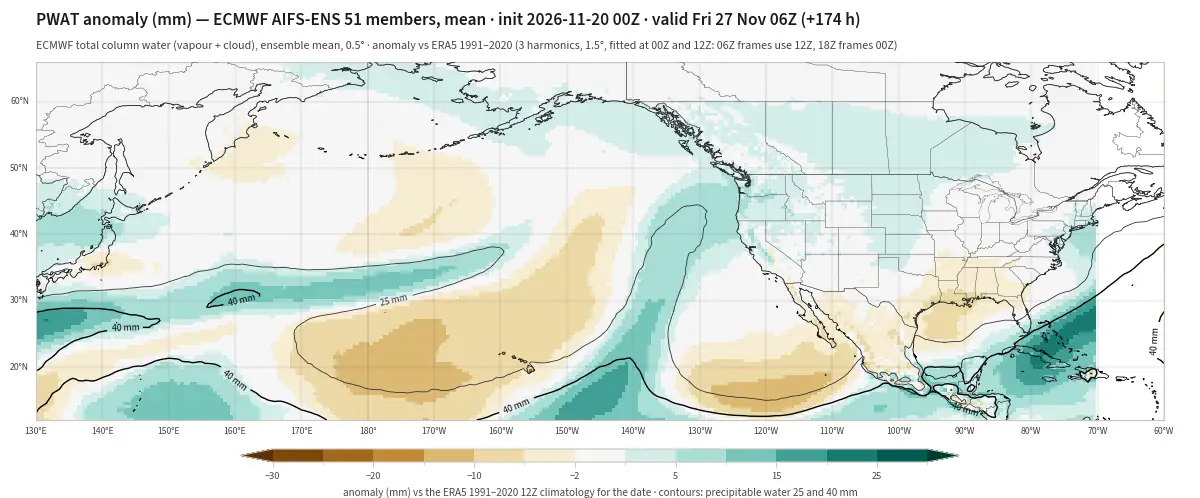 PWAT anomaly (mm) — ECMWF AIFS-ENS 51 members, mean · init 2026-11-20 00Z · valid Fri 27 Nov 06Z (+174 h)
ECMWF total column water (vapour + cloud), ensemble mean, 0.5° · anomaly vs ERA5 1991–2020 (3 harmonics, 1.5°, fitted at 00Z and 12Z: 06Z frames use 12Z, 18Z frames 00Z)
60°N
50°N
40°N
30°N
20°N
40 mm
25 mm
40 mm
40 mm
40 mm
40 mm
40 mm
130°E 140°E 150°E 160°E 170°E 180° 170°W 160°W 150°W 140°W 130°W 120°W 110°W 100°W 90°W 80°W 70°W 60°W
−30 −20 −10 −2 5 15 25
anomaly (mm) vs the ERA5 1991–2020 12Z climatology for the date · contours: precipitable water 25 and 40 mm